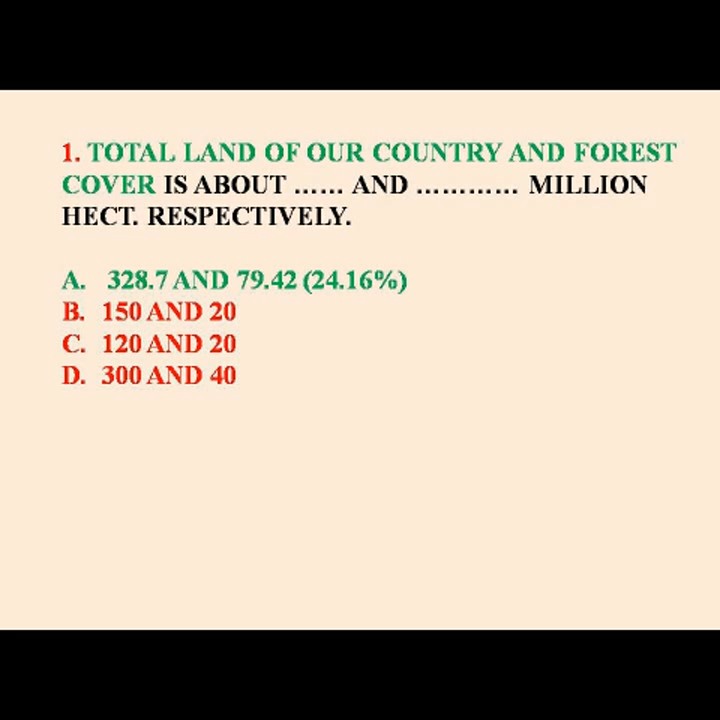 1. TOTAL LAND OF OUR COUNTRY AND FOREST
COVER IS ABOUT ...... AND ............ MILLION
HECT. RESPECTIVELY.
A. 328.7 AND 79.42 (24.16%)
B. 150 AND 20
C. 120 AND 20
D. 300 AND 40